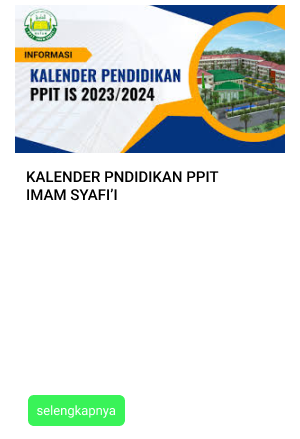 INFORMASI
KALENDER PENDIDIKAN
PPIT IS 2023/2024
KALENDER PNDIDIKAN PPIT
IMAM SYAFI'I
selengkapnya